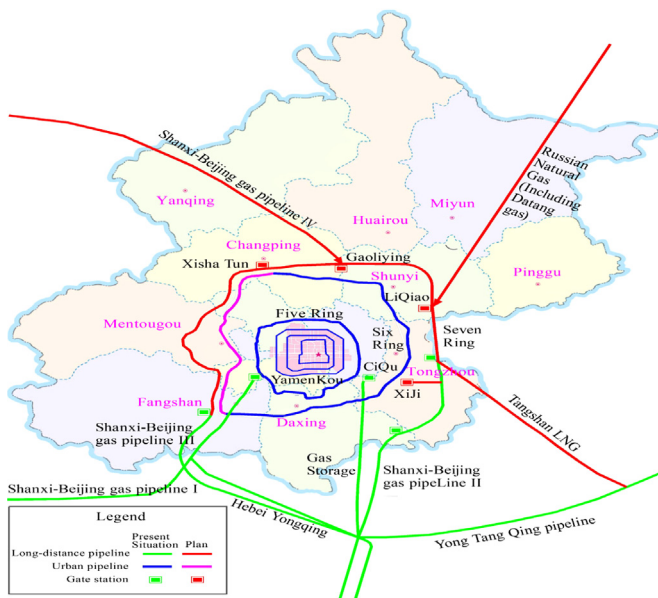 Shanxi-Beijing gas pipeline IV
Russian
Natural
Gas
(Including
Datang
gas)
Yanqing
Huairou
Miyun
Changping
Xisha Tun
Gaoliying
Shunyi
Pinggu
LiQiao
Mentougou
Five Ring
Six
Ring
Seven
Ring
YamenKou
CiQu
Tongzhou
XiJi
Fangshan
Daxing
Tangshan LNG
Shanxi-Beijing
gas pipeline III
Gas
Storage
Shanxi-Beijing
gas pipeLine II
Shanxi-Beijing gas pipeline I
Hebei Yongqing
Yong Tang Qing pipeline
Legend
Present
Situation
Plan
Long-distance pipeline
Urban pipeline
Gate station